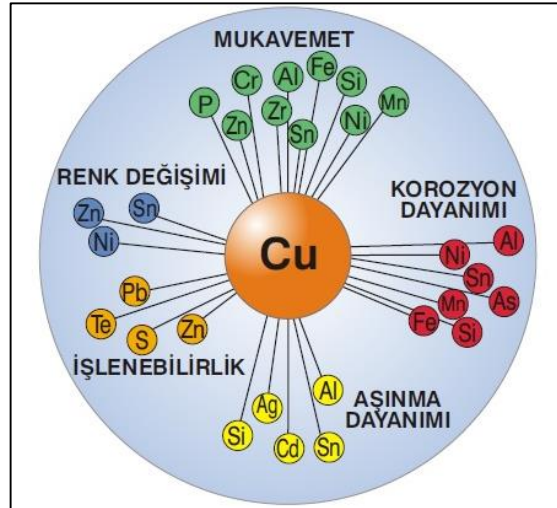 MUKAVEMET
P
Zn
Cr
Zr
Al
Sn
Fe
Si
Ni
Mn
RENK DEĞİŞİMİ
Zn
Sn
Ni
KOROZYON
DAYANIMI
Al
Ni
Sn
As
Mn
Fe
Si
Cu
Pb
Te
S
Zn
İŞLENEBİLİRLİK
Si
Ag
Cd
Al
Sn
AŞINMA
DAYANIMI